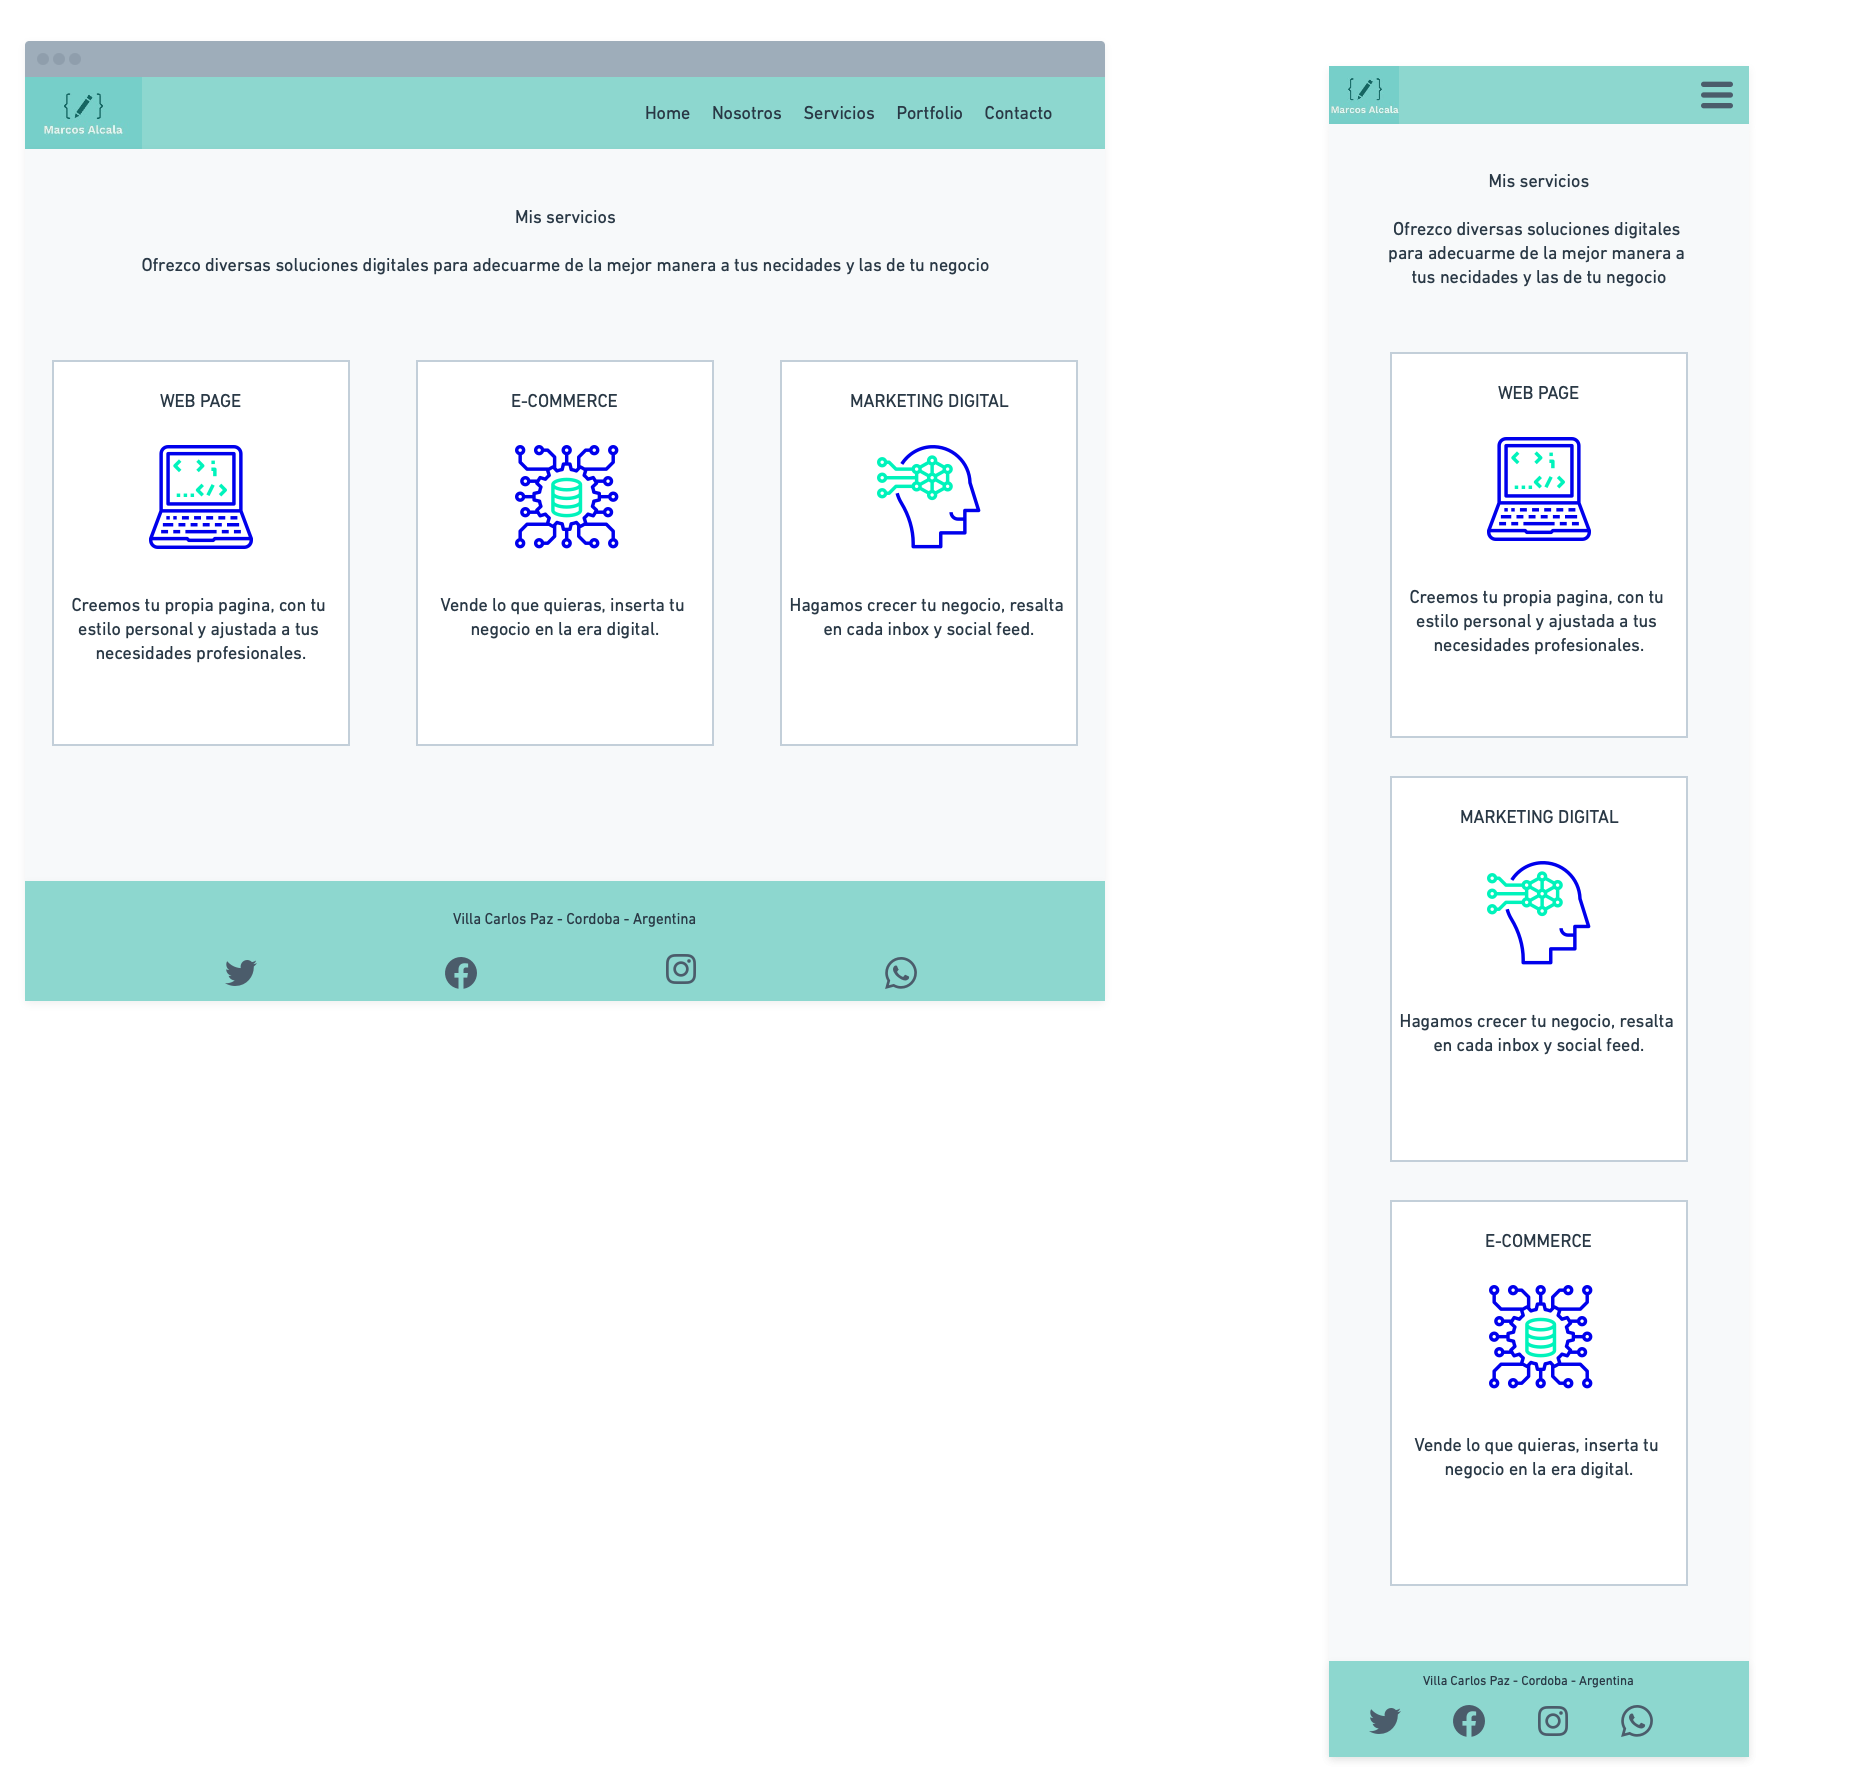 { }
Marcos Alcala
Home Nosotros Servicios Portfolio Contacto
Mis servicios
Ofrezco diversas soluciones digitales para adecuarme de la mejor manera a tus necidades y las de tu negocio
WEB PAGE
< > ;
...</>
Creemos tu propia pagina, con tu
estilo personal y ajustada a tus
necesidades profesionales.
E-COMMERCE
Vende lo que quieras, inserta tu
negocio en la era digital.
MARKETING DIGITAL
Hagamos crecer tu negocio, resalta
en cada inbox y social feed.
Villa Carlos Paz - Cordoba - Argentina
{ }
Marcos Alcala
Mis servicios
Ofrezco diversas soluciones digitales
para adecuarme de la mejor manera a
tus necidades y las de tu negocio
WEB PAGE
< > ;
...</>
Creemos tu propia pagina, con tu
estilo personal y ajustada a tus
necesidades profesionales.
MARKETING DIGITAL
Hagamos crecer tu negocio, resalta
en cada inbox y social feed.
E-COMMERCE
Vende lo que quieras, inserta tu
negocio en la era digital.
Villa Carlos Paz - Cordoba - Argentina